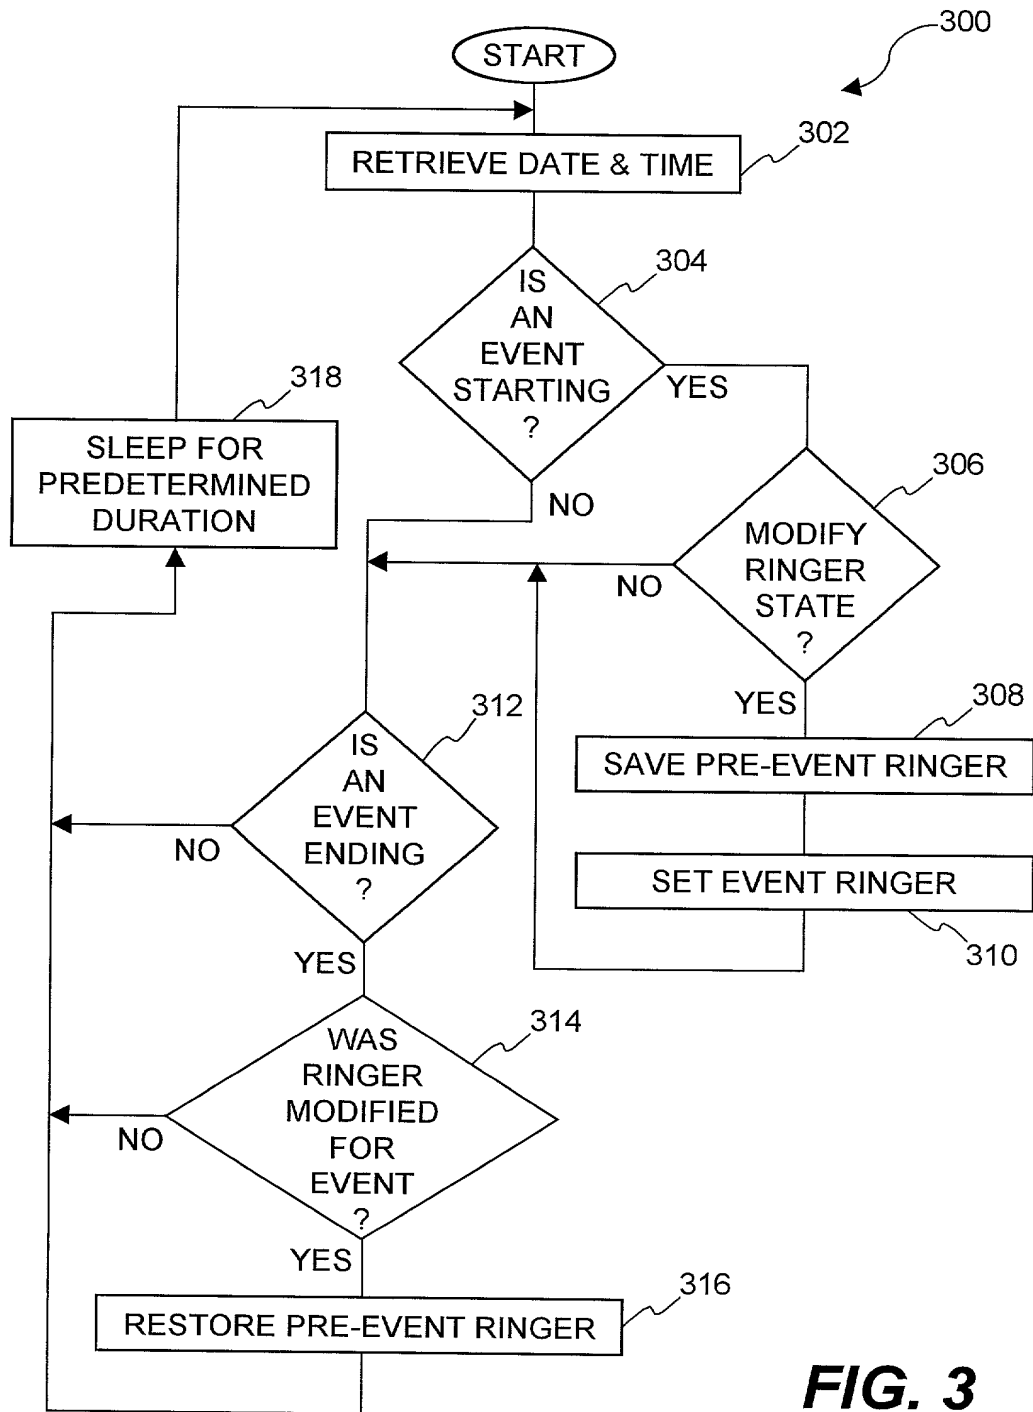 300
START
RETRIEVE DATE & TIME
302
IS
AN
EVENT
STARTING
?
304
YES
NO
318
SLEEP FOR
PREDETERMINED
DURATION
306
MODIFY
RINGER
STATE
?
NO
YES
308
SAVE PRE-EVENT RINGER
SET EVENT RINGER
310
312
IS
AN
EVENT
ENDING
?
NO
YES
314
WAS
RINGER
MODIFIED
FOR
EVENT
?
NO
YES
316
RESTORE PRE-EVENT RINGER
FIG. 3